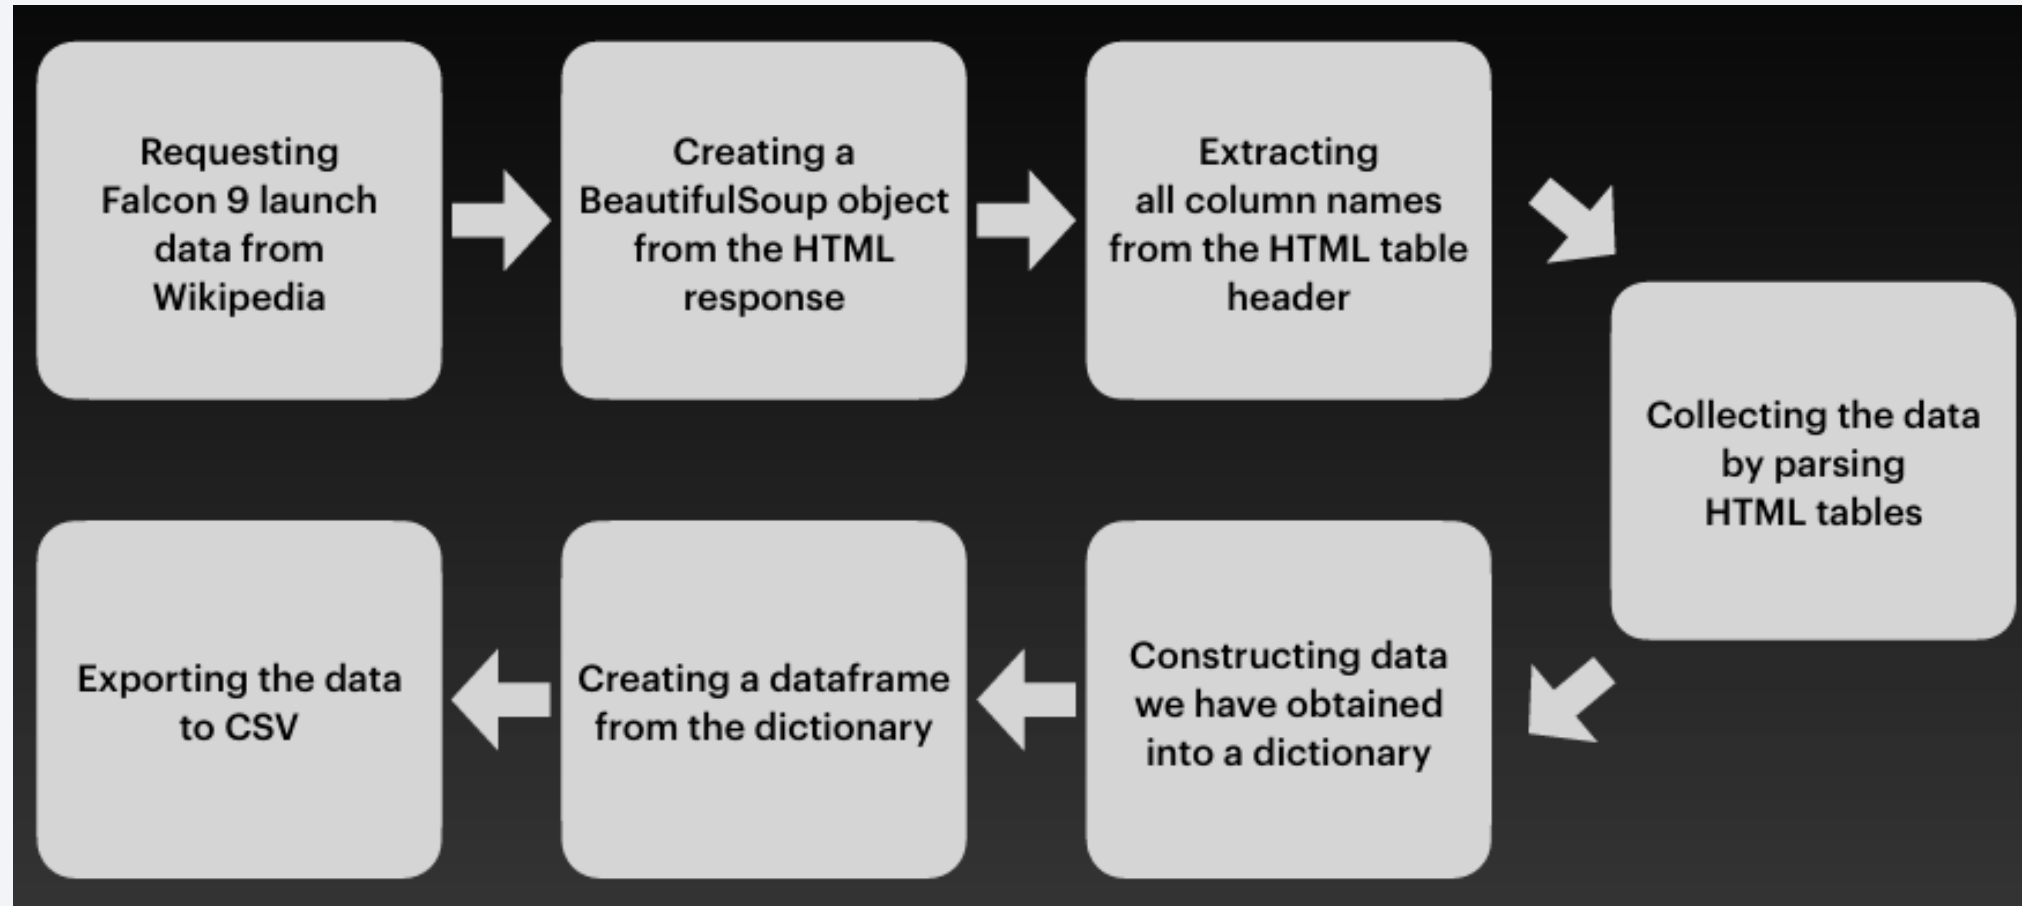 Requesting
Falcon 9 launch
data from
Wikipedia
Creating a
BeautifulSoup object
from the HTML
response
Extracting
all column names
from the HTML table
header
Collecting the data
by parsing
HTML tables
Constructing data
we have obtained
into a dictionary
Creating a dataframe
from the dictionary
Exporting the data
to CSV